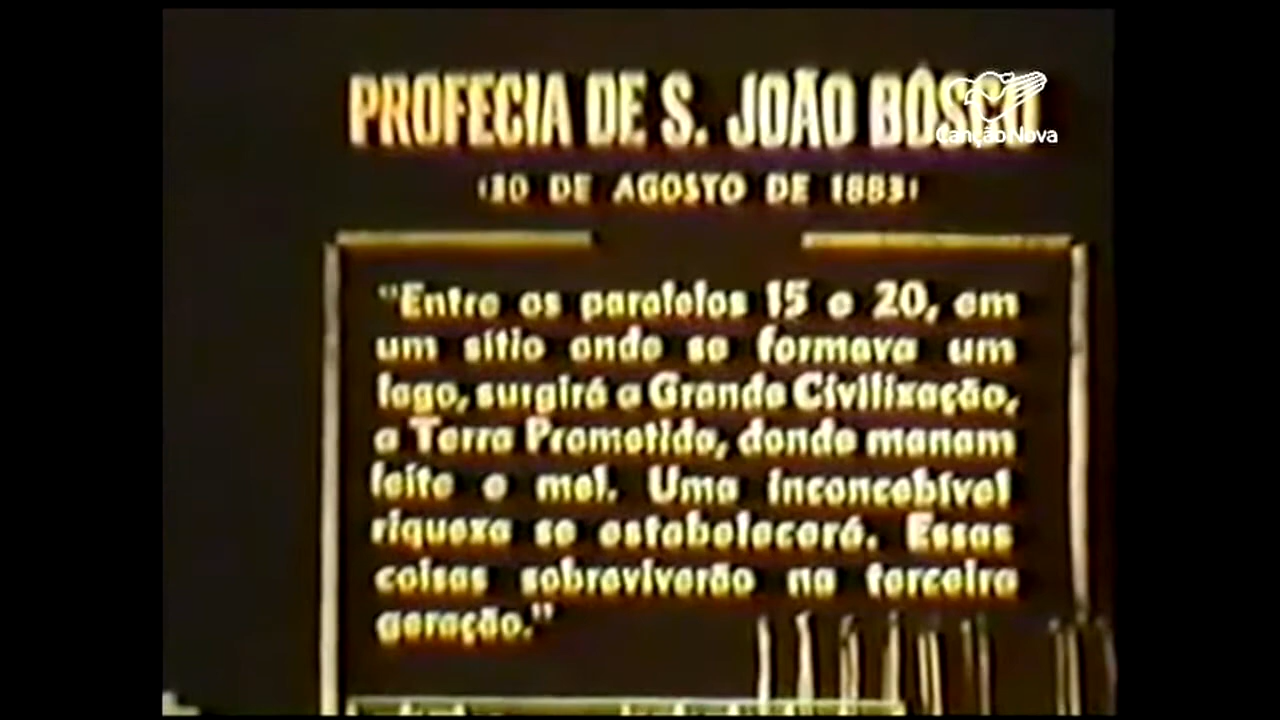 PROFECIA DE S. JOÃO BÔSCO
Canção Nova
(30 DE AGOSTO DE 1883)
"Entre os paralelos 15 e 20, em
um sítio onde se formava um
lago, surgirá a Grande Civilização,
a Terra Prometida, donde manam
leite e mel. Uma inconcebível
riqueza se estabelecerá. Essas
coisas sobreviverão na terceira
geração."